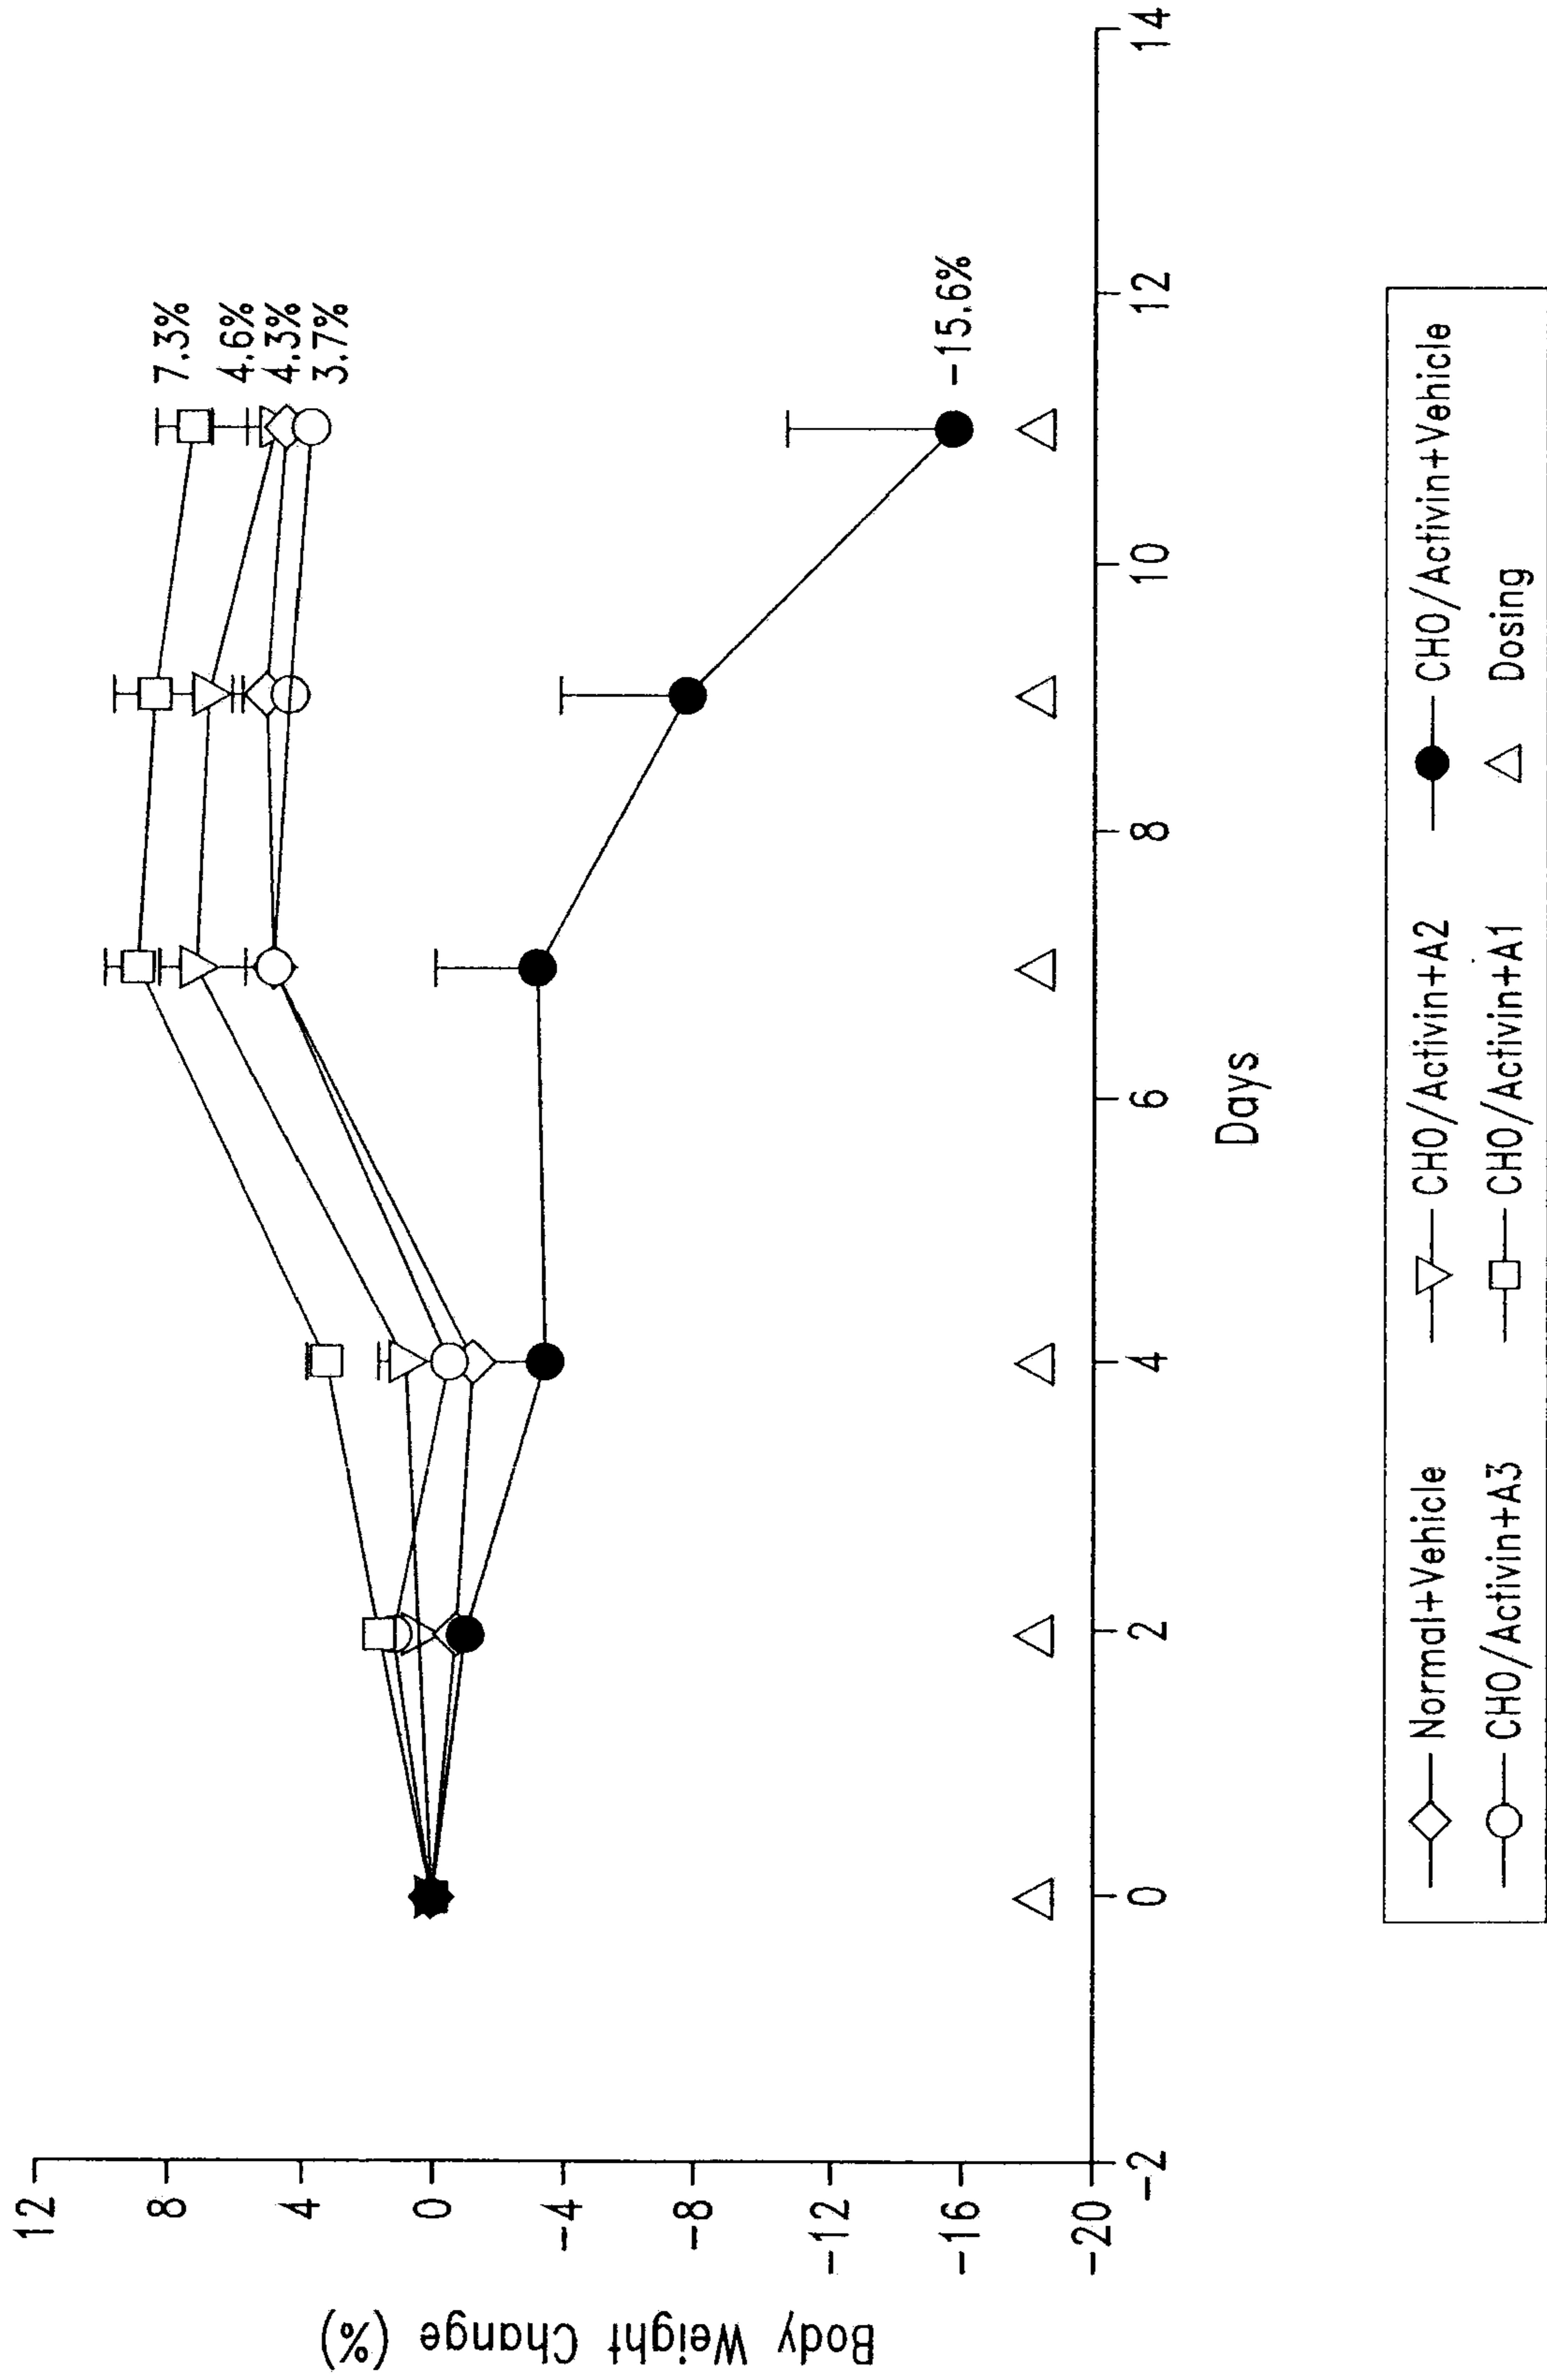 Body Weight Change (%)
12
8
4
0
-4
-8
-12
-16
-20
7.3%
4.6%
4.3%
3.7%
-15.6%
-2
0
2
4
6
8
10
12
14
Days
Normal+Vehicle
CHO/Activin+A2
CHO/Activin+Vehicle
CHO/Activin+A3
CHO/Activin+A1
Dosing